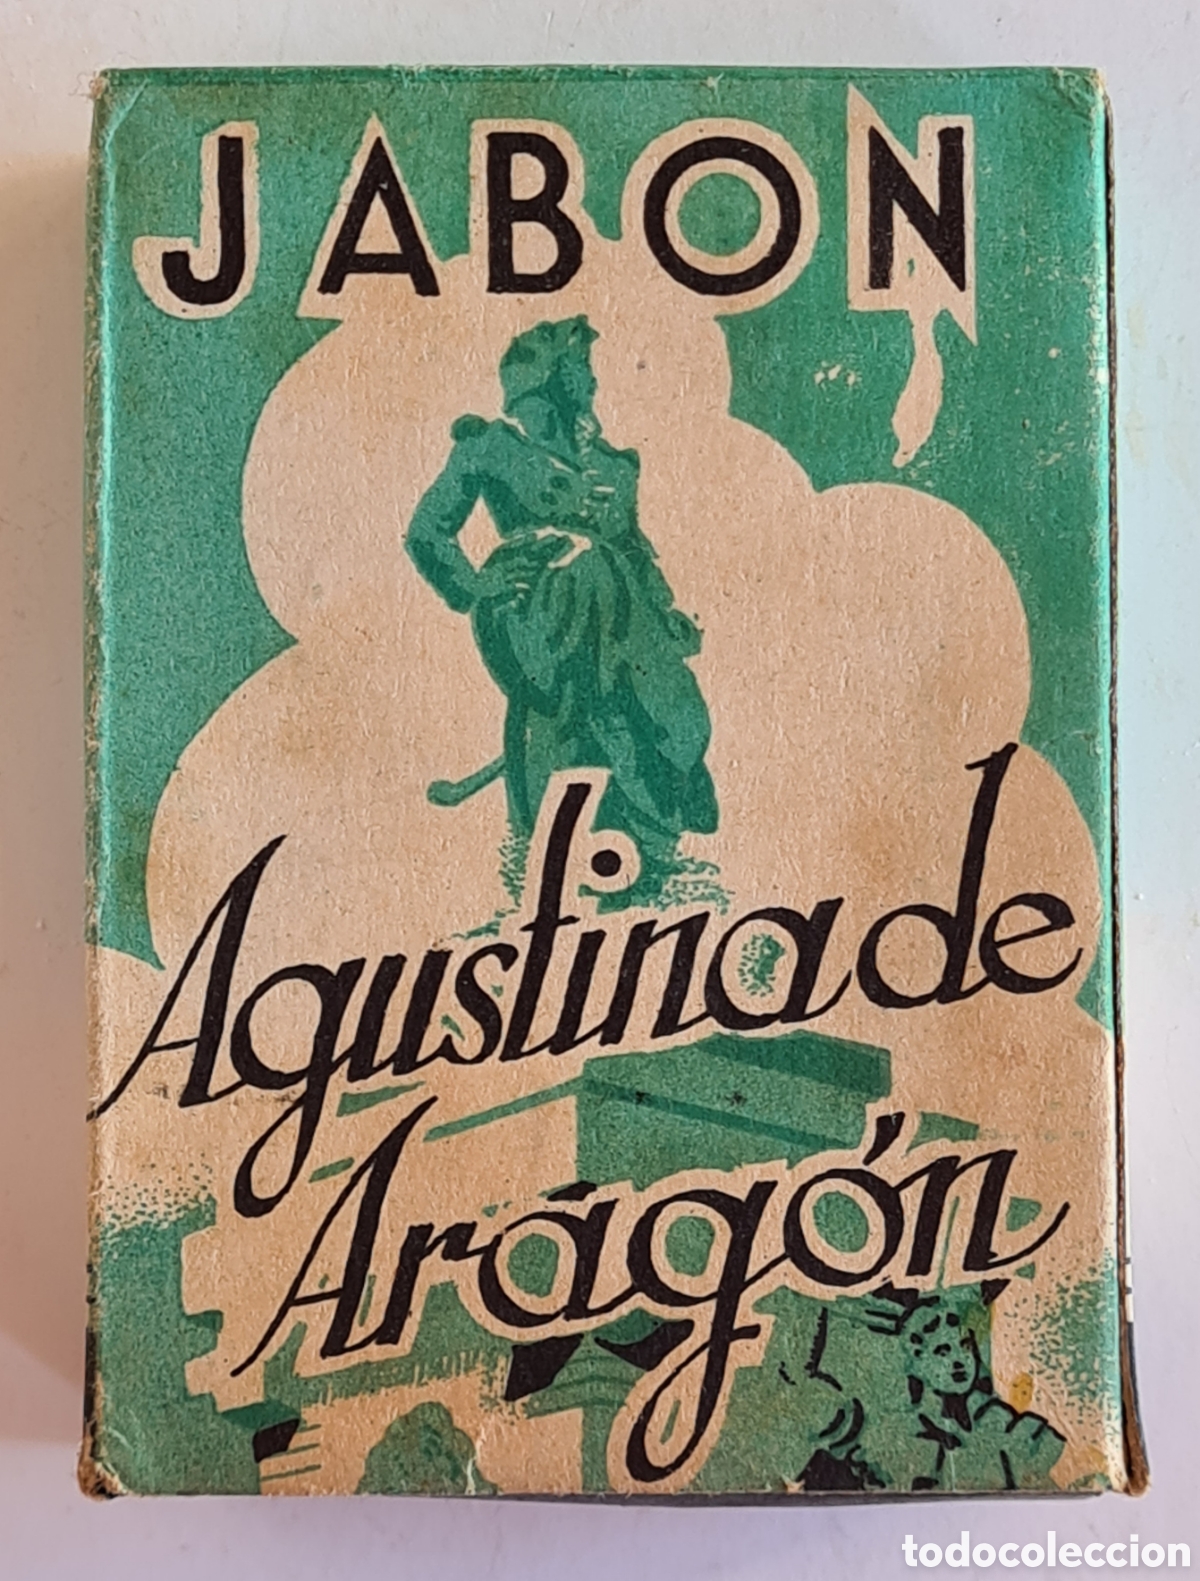 JABON
Agustina de
Aragón
todocoleccion